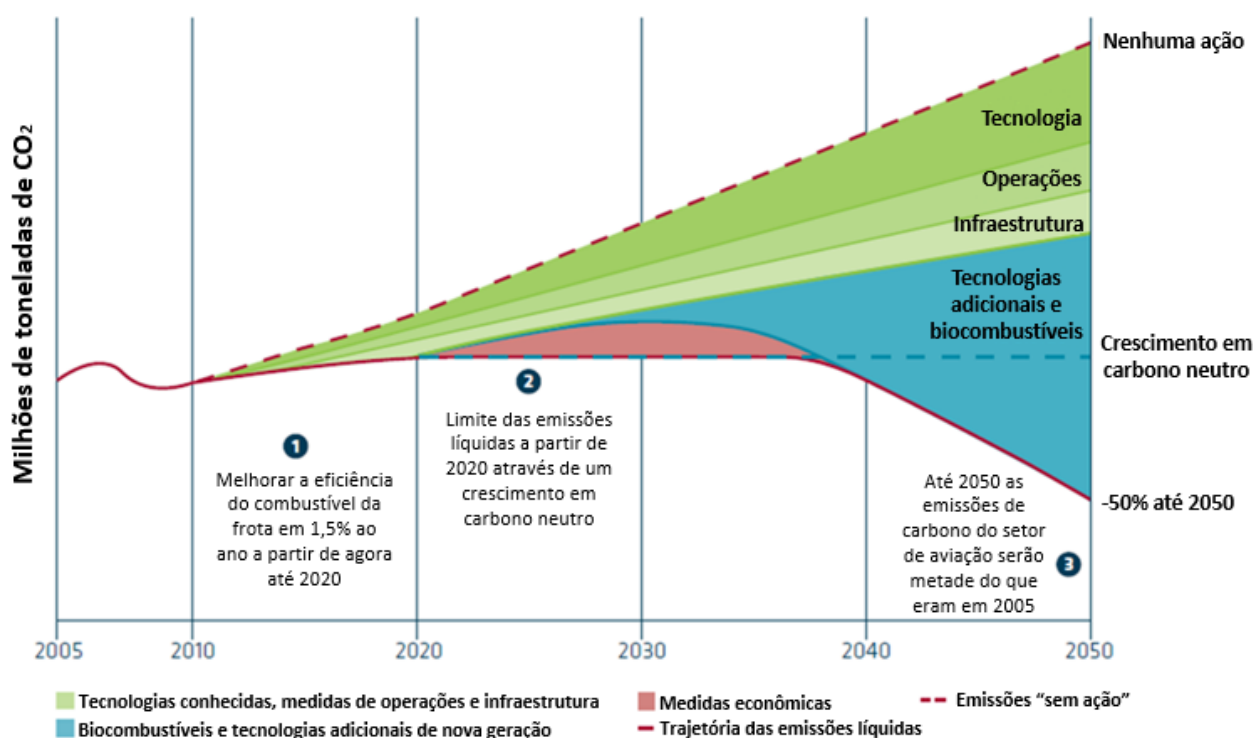 Milhões de toneladas de CO₂
Nenhuma ação
Tecnologia
Operações
Infraestrutura
Tecnologias
adicionais e
biocombustíveis
Crescimento em
carbono neutro
-50% até 2050
1
Melhorar a eficiência
do combustível da
frota em 1,5% ao
ano a partir de agora
até 2020
2
Limite das emissões
líquidas a partir de
2020 através de um
crescimento em
carbono neutro
Até 2050 as
emissões de
carbono do setor
de aviação serão
metade do que
eram em 2005
3
2005 2010 2020 2030 2040 2050
Tecnologias conhecidas, medidas de operações e infraestrutura
Medidas econômicas
Emissões “sem ação”
Biocombustíveis e tecnologias adicionais de nova geração
Trajetória das emissões líquidas